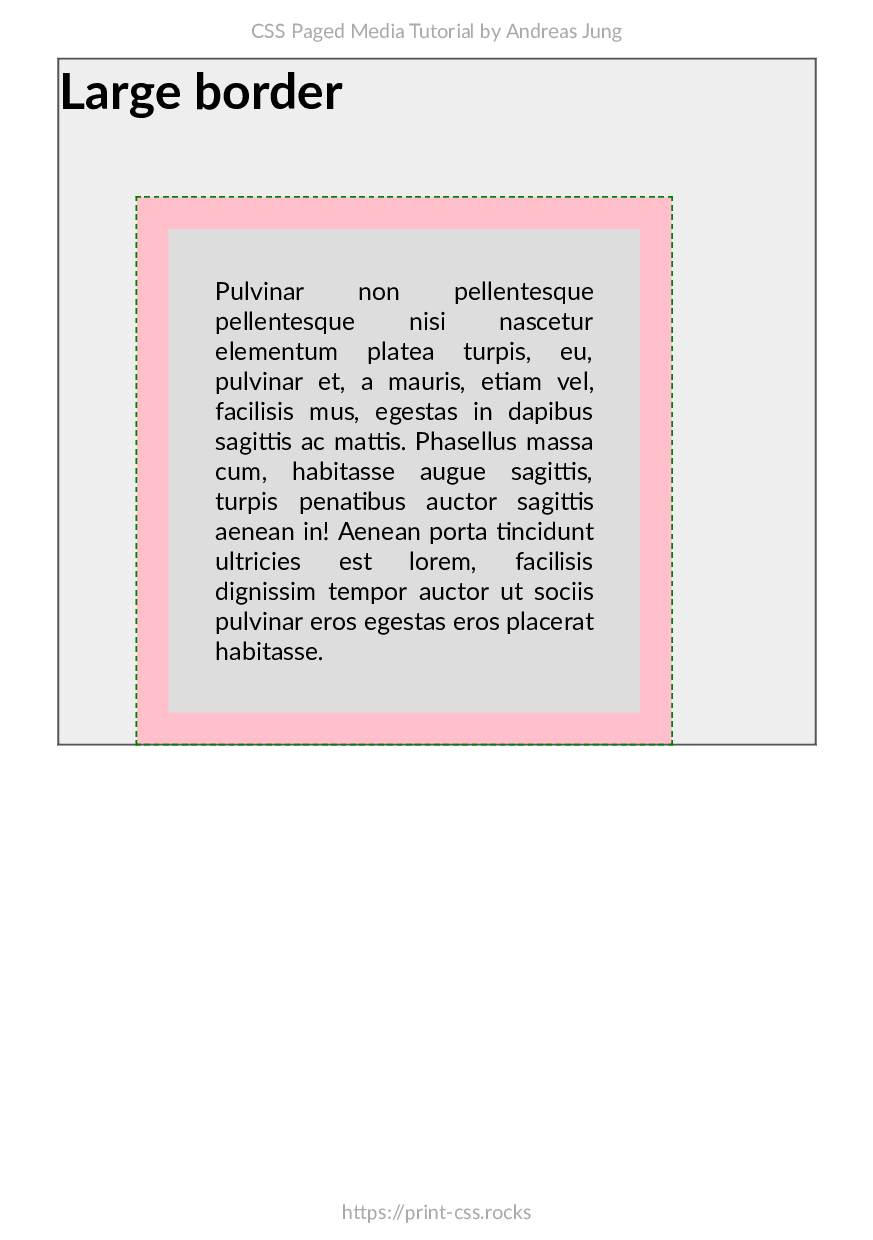 CSS Paged Media Tutorial by Andreas Jung
Large border
Pulvinar non pellentesque
pellentesque nisi nascetur
elementum platea turpis, eu,
pulvinar et, a mauris, etiam vel,
facilisis mus, egestas in dapibus
sagittis ac mattis. Phasellus massa
cum, habitasse augue sagittis,
turpis penatibus auctor sagittis
aenean in! Aenean porta tincidunt
ultricies est lorem, facilisis
dignissim tempor auctor ut sociis
pulvinar eros egestas eros placerat
habitasse.
https://print-css.rocks